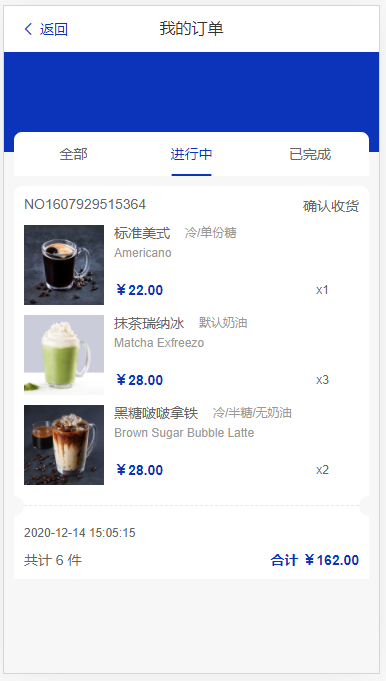 返回
我的订单
全部 进行中 已完成
NO1607929515364 确认收货
标准美式 冷/单份糖
Americano
￥22.00 x1
抹茶瑞纳冰 默认奶油
Matcha Exfreezo
￥28.00 x3
黑糖啵啵拿铁 冷/半糖/无奶油
Brown Sugar Bubble Latte
￥28.00 x2
2020-12-14 15:05:15
共计 6 件 合计 ￥162.00